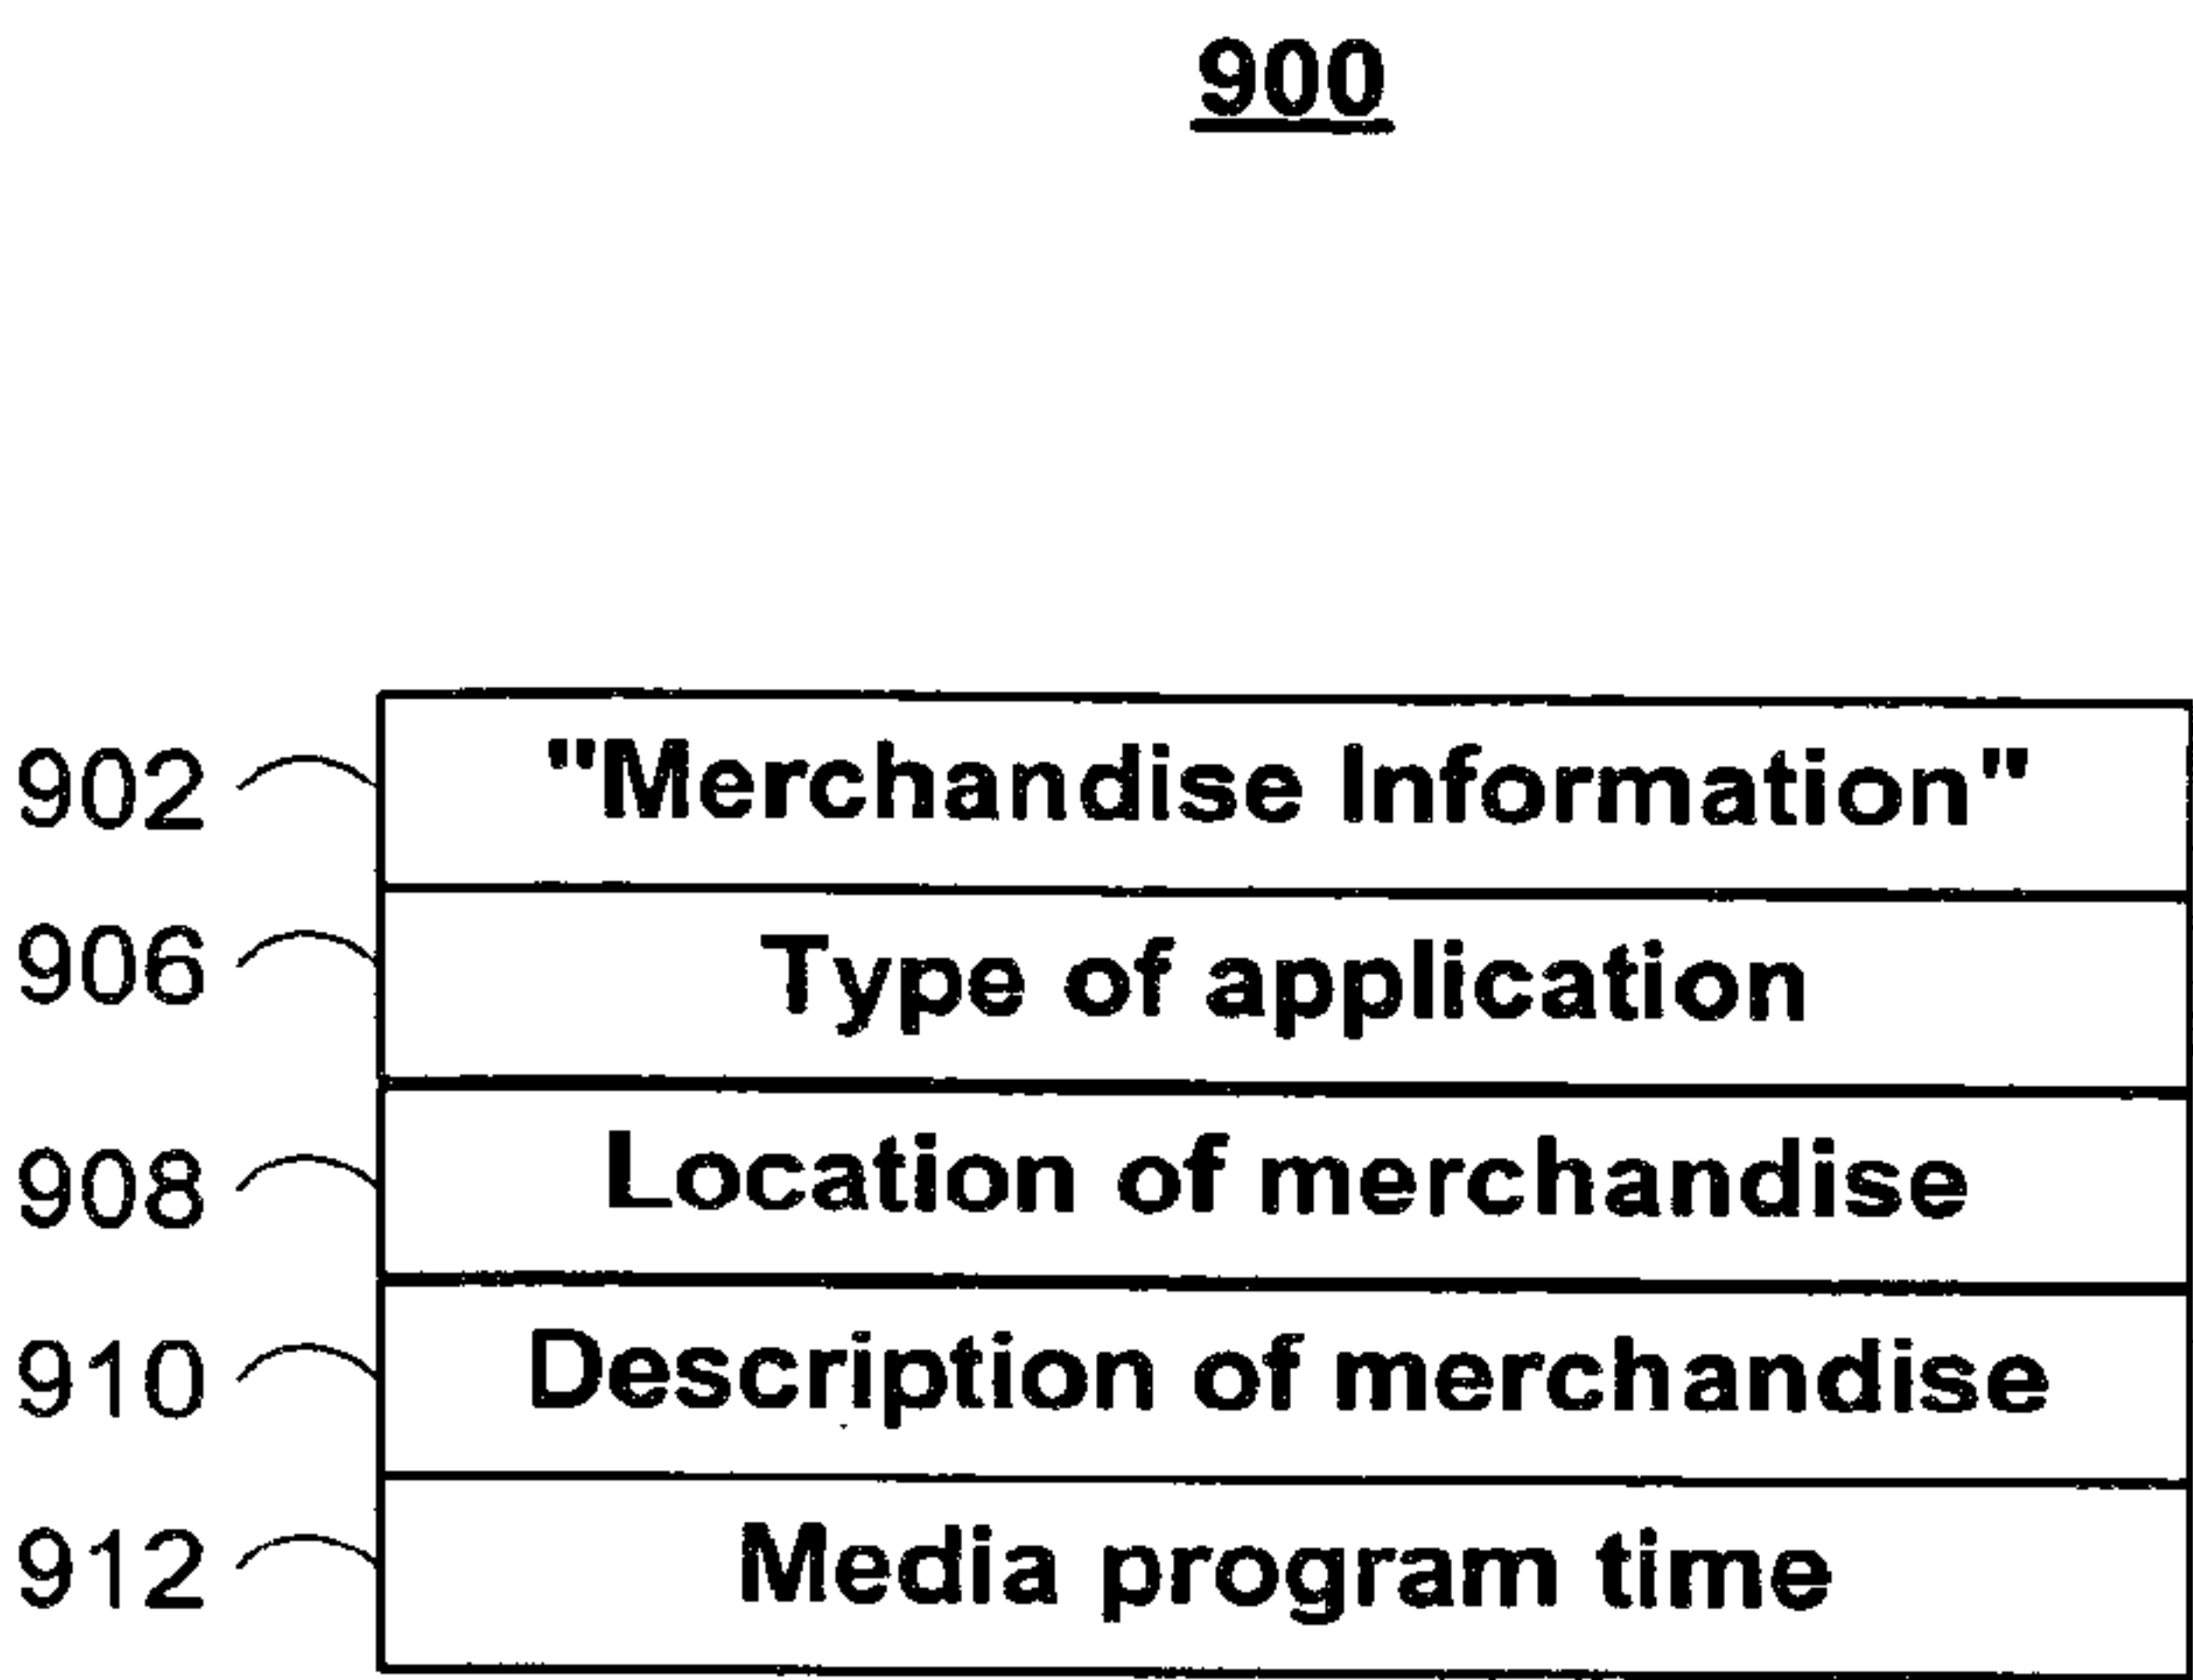 900
902 "Merchandise Information"
906 Type of application
908 Location of merchandise
910 Description of merchandise
912 Media program time